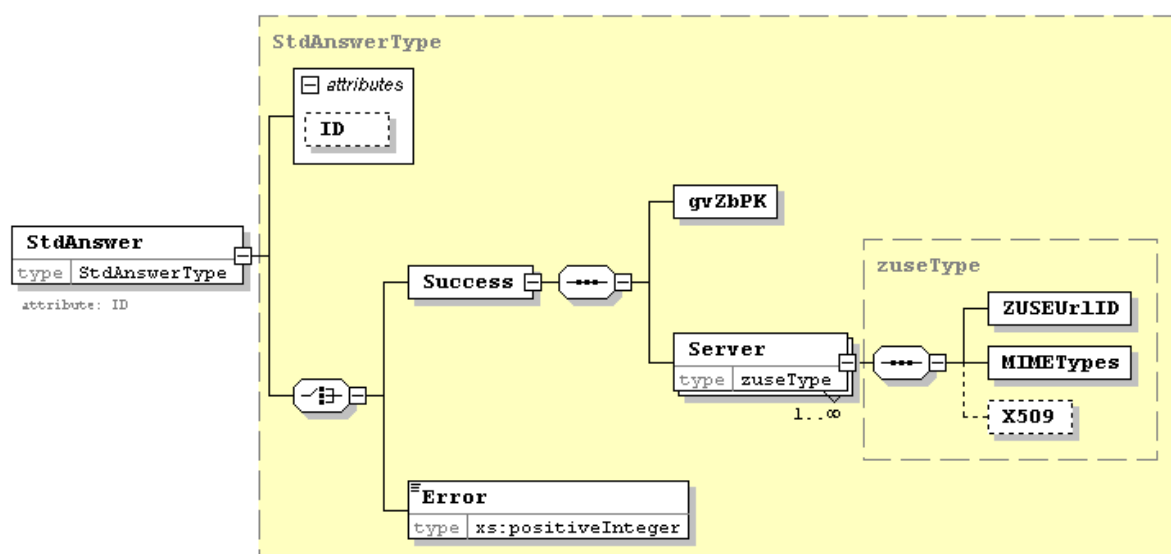 StdAnswerType
attributes
ID
gvZbPK
StdAnswer
type StdAnswerType
attribute: ID
zuseType
Success
ZUSEUrlID
Server
type zuseType
MIMETypes
1..∞
X509
Error
type xs:positiveInteger